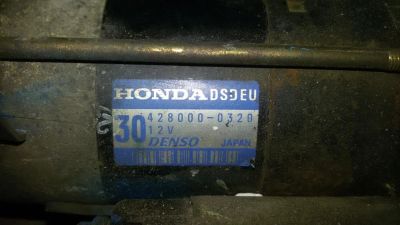 HONDA DSDEU
30 428000-0320
12V
DENSO JAPAN